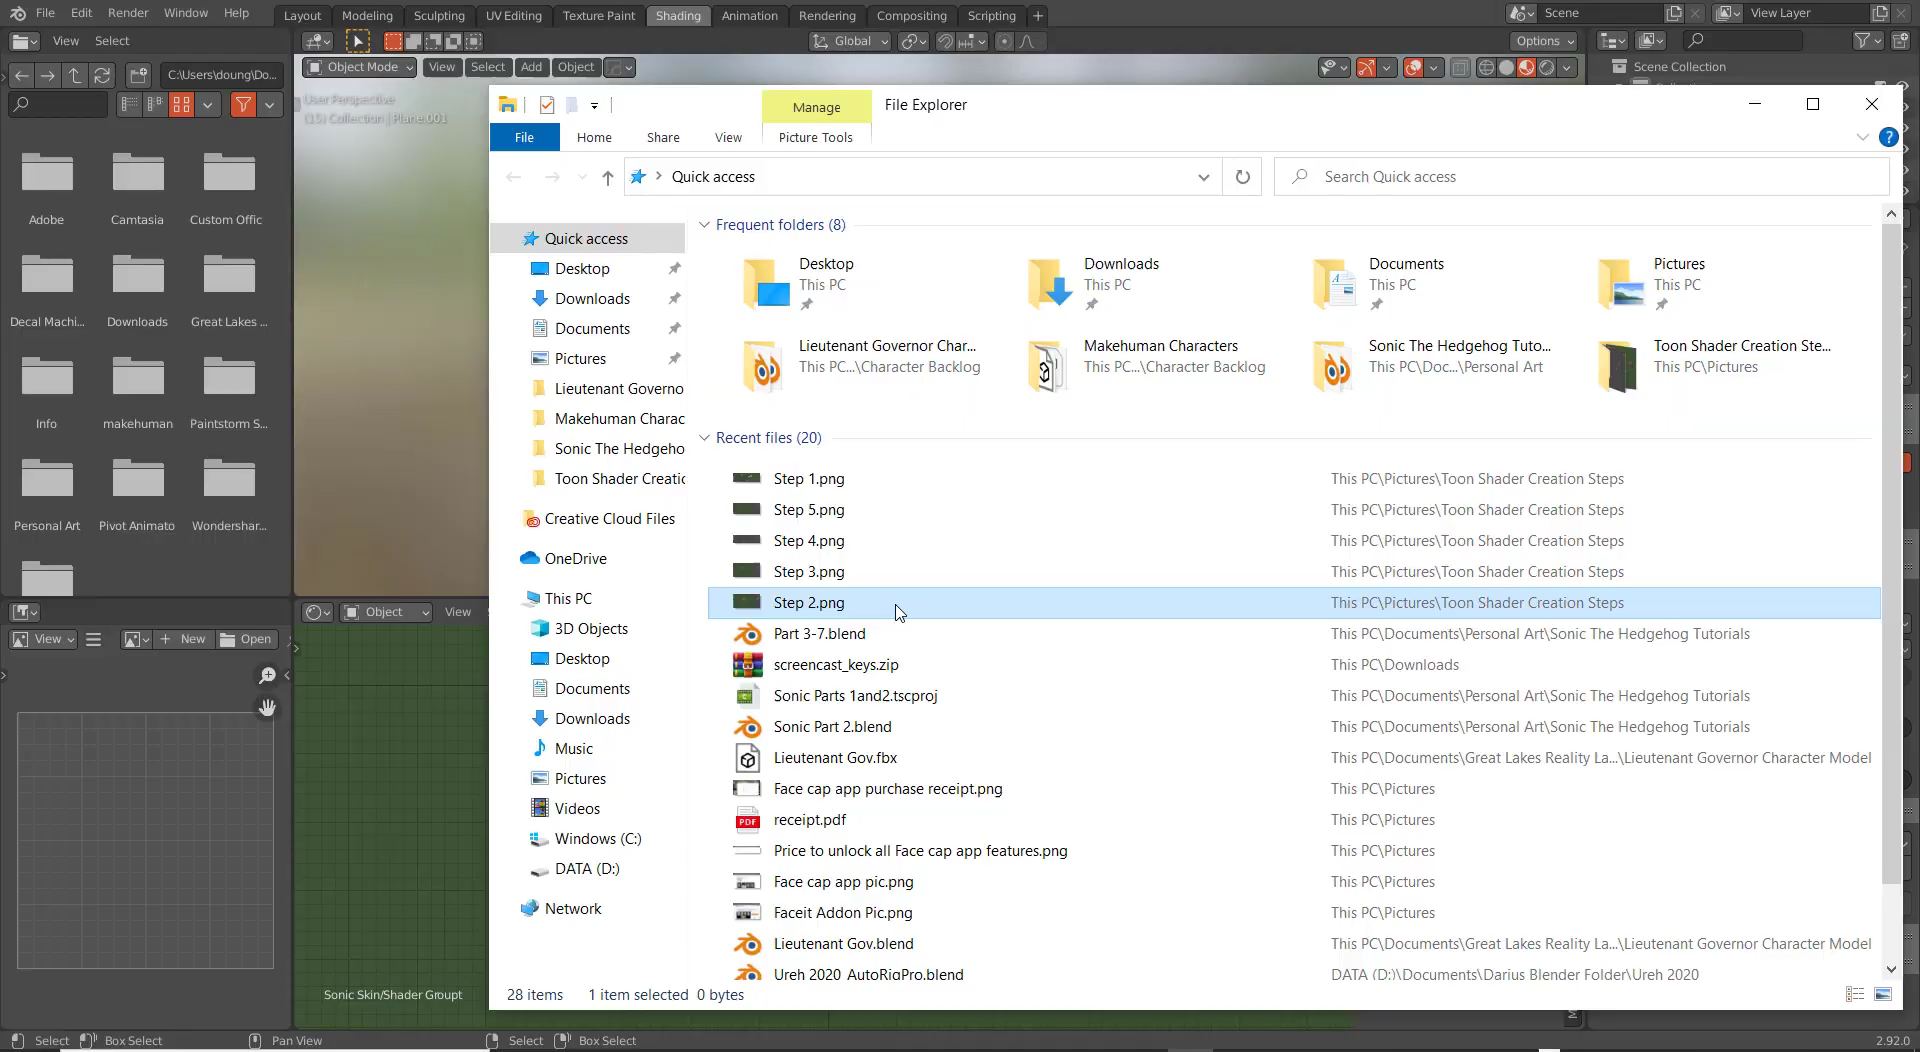 File Edit Render Window Help
Layout Modeling Sculpting UV Editing Texture Paint Shading Animation Rendering Compositing Scripting +
Scene View Layer
View Select
Global Options
C:\Users\doung\Do...
Object Mode View Select Add Object
Scene Collection
User Perspective
(15) Collection | Plane.001
Adobe Camtasia Custom Offic
Decal Machi... Downloads Great Lakes ...
Info makehuman Paintstorm S...
Personal Art Pivot Animato Wondershar...
Manage File Explorer
File Home Share View Picture Tools
Quick access Search Quick access
Quick access
Desktop
Downloads
Documents
Pictures
Lieutenant Governo
Makehuman Charac
Sonic The Hedgeho
Toon Shader Creatic
Creative Cloud Files
OneDrive
This PC
3D Objects
Desktop
Documents
Downloads
Music
Pictures
Videos
Windows (C:)
DATA (D:)
Network
Frequent folders (8)
Desktop Downloads Documents Pictures
This PC This PC This PC This PC
Lieutenant Governor Char... Makehuman Characters Sonic The Hedgehog Tuto... Toon Shader Creation Ste...
This PC...\Character Backlog This PC...\Character Backlog This PC\Doc...\Personal Art This PC\Pictures
Recent files (20)
Step 1.png This PC\Pictures\Toon Shader Creation Steps
Step 5.png This PC\Pictures\Toon Shader Creation Steps
Step 4.png This PC\Pictures\Toon Shader Creation Steps
Step 3.png This PC\Pictures\Toon Shader Creation Steps
Step 2.png This PC\Pictures\Toon Shader Creation Steps
Part 3-7.blend This PC\Documents\Personal Art\Sonic The Hedgehog Tutorials
screencast_keys.zip This PC\Downloads
Sonic Parts 1and2.tscproj This PC\Documents\Personal Art\Sonic The Hedgehog Tutorials
Sonic Part 2.blend This PC\Documents\Personal Art\Sonic The Hedgehog Tutorials
Lieutenant Gov.fbx This PC\Documents\Great Lakes Reality La...\Lieutenant Governor Character Model
Face cap app purchase receipt.png This PC\Pictures
PDF receipt.pdf This PC\Pictures
Price to unlock all Face cap app features.png This PC\Pictures
Face cap app pic.png This PC\Pictures
Faceit Addon Pic.png This PC\Pictures
Lieutenant Gov.blend This PC\Documents\Great Lakes Reality La...\Lieutenant Governor Character Model
Ureh 2020 AutoRigPro.blend DATA (D:)\Documents\Darius Blender Folder\Ureh 2020
28 items 1 item selected 0 bytes
Object View
View New Open
Sonic Skin/Shader Groupt
Select Box Select Pan View Select Box Select 2.92.0